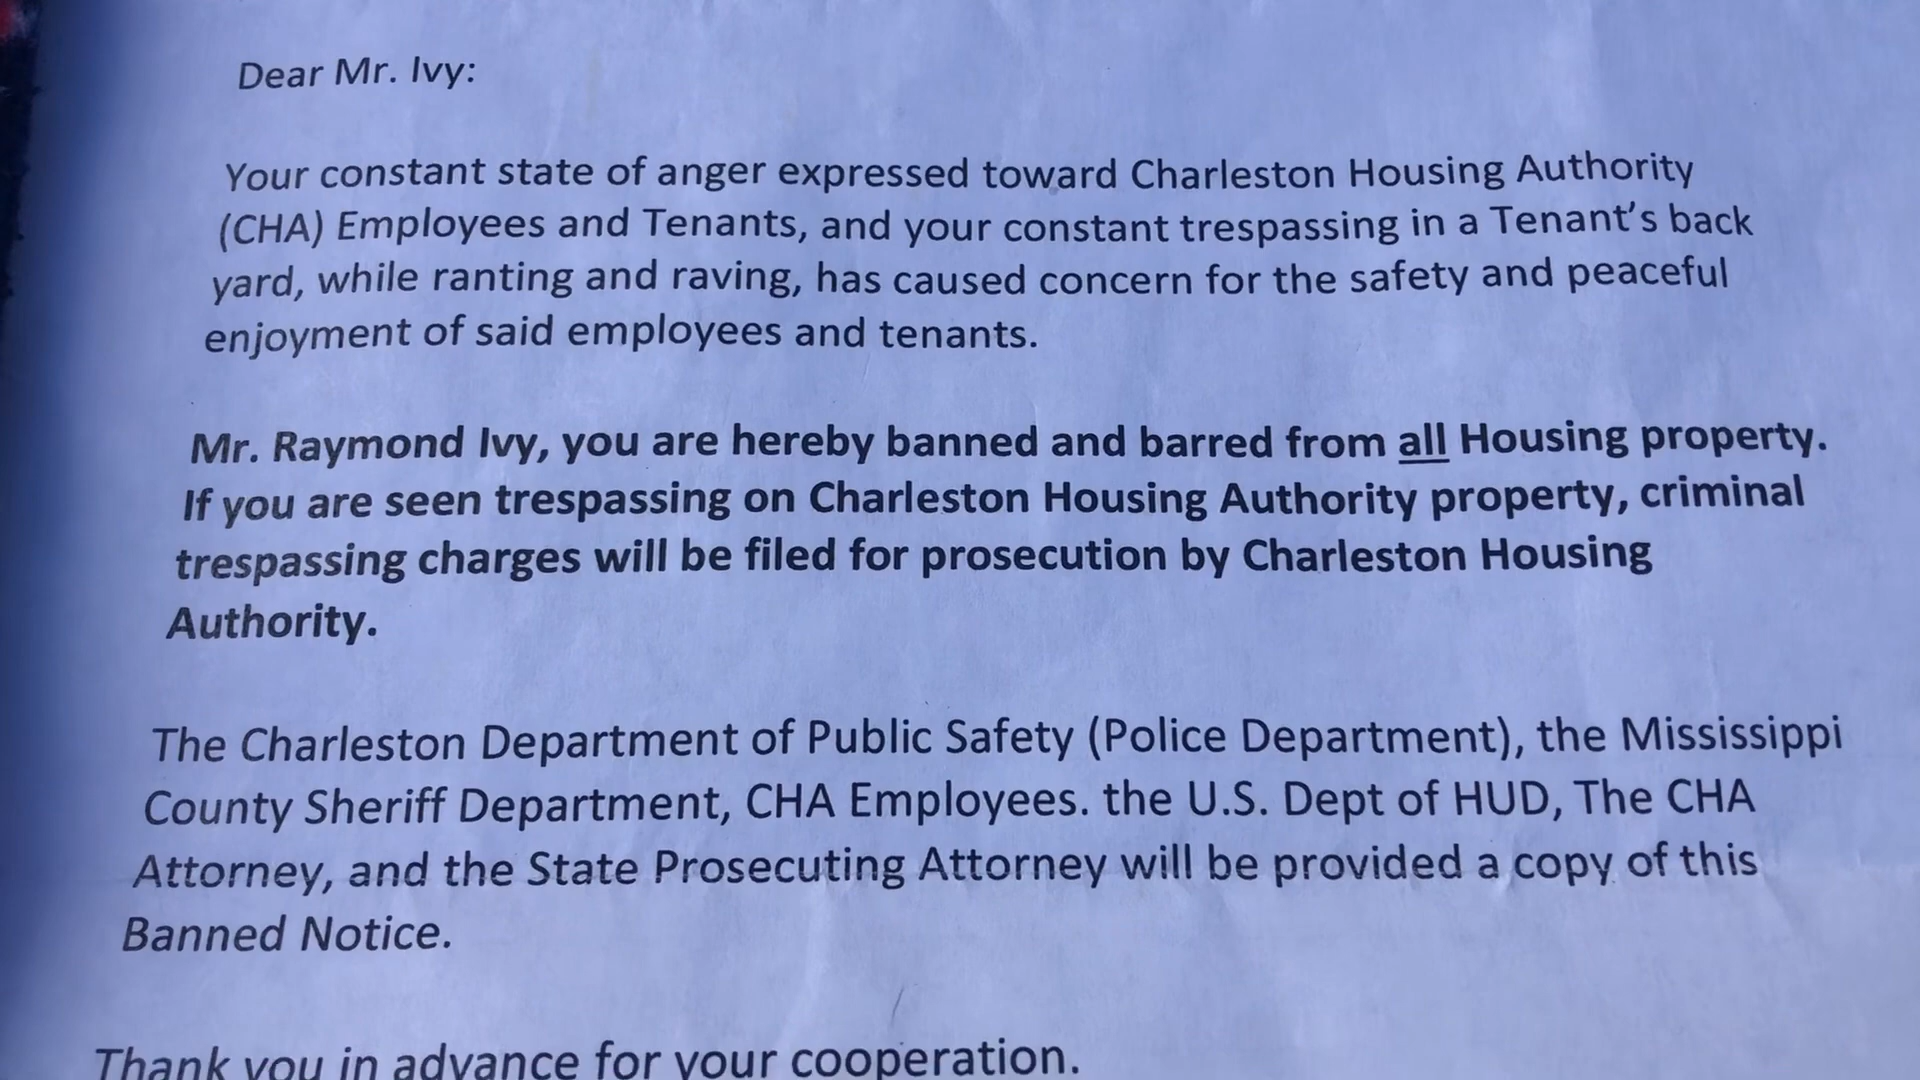 Dear Mr. Ivy:
Your constant state of anger expressed toward Charleston Housing Authority
(CHA) Employees and Tenants, and your constant trespassing in a Tenant's back
yard, while ranting and raving, has caused concern for the safety and peaceful
enjoyment of said employees and tenants.
Mr. Raymond Ivy, you are hereby banned and barred from all Housing property.
If you are seen trespassing on Charleston Housing Authority property, criminal
trespassing charges will be filed for prosecution by Charleston Housing
Authority.
The Charleston Department of Public Safety (Police Department), the Mississippi
County Sheriff Department, CHA Employees. the U.S. Dept of HUD, The CHA
Attorney, and the State Prosecuting Attorney will be provided a copy of this
Banned Notice.
Thank you in advance for your cooperation.